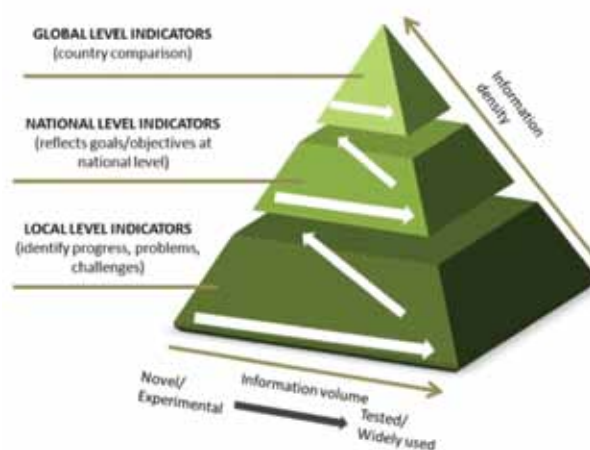 GLOBAL LEVEL INDICATORS
(country comparison)
NATIONAL LEVEL INDICATORS
(reflects goals/objectives at
national level)
LOCAL LEVEL INDICATORS
(identify progress, problems,
challenges)
Information
density
Information volume
Novel/
Experimental
Tested/
Widely used